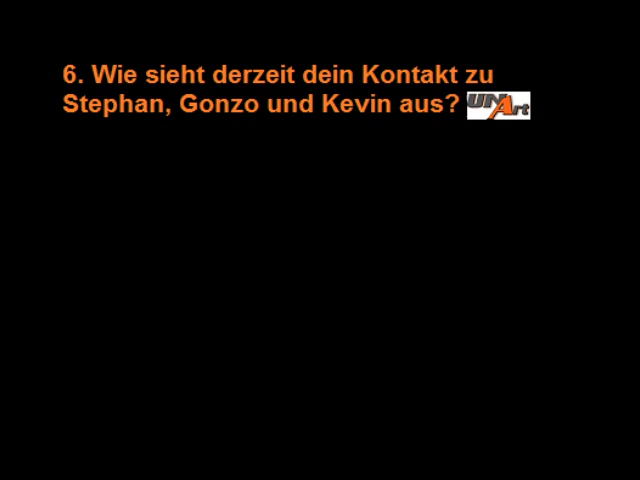 6. Wie sieht derzeit dein Kontakt zu
Stephan, Gonzo und Kevin aus? UNArt